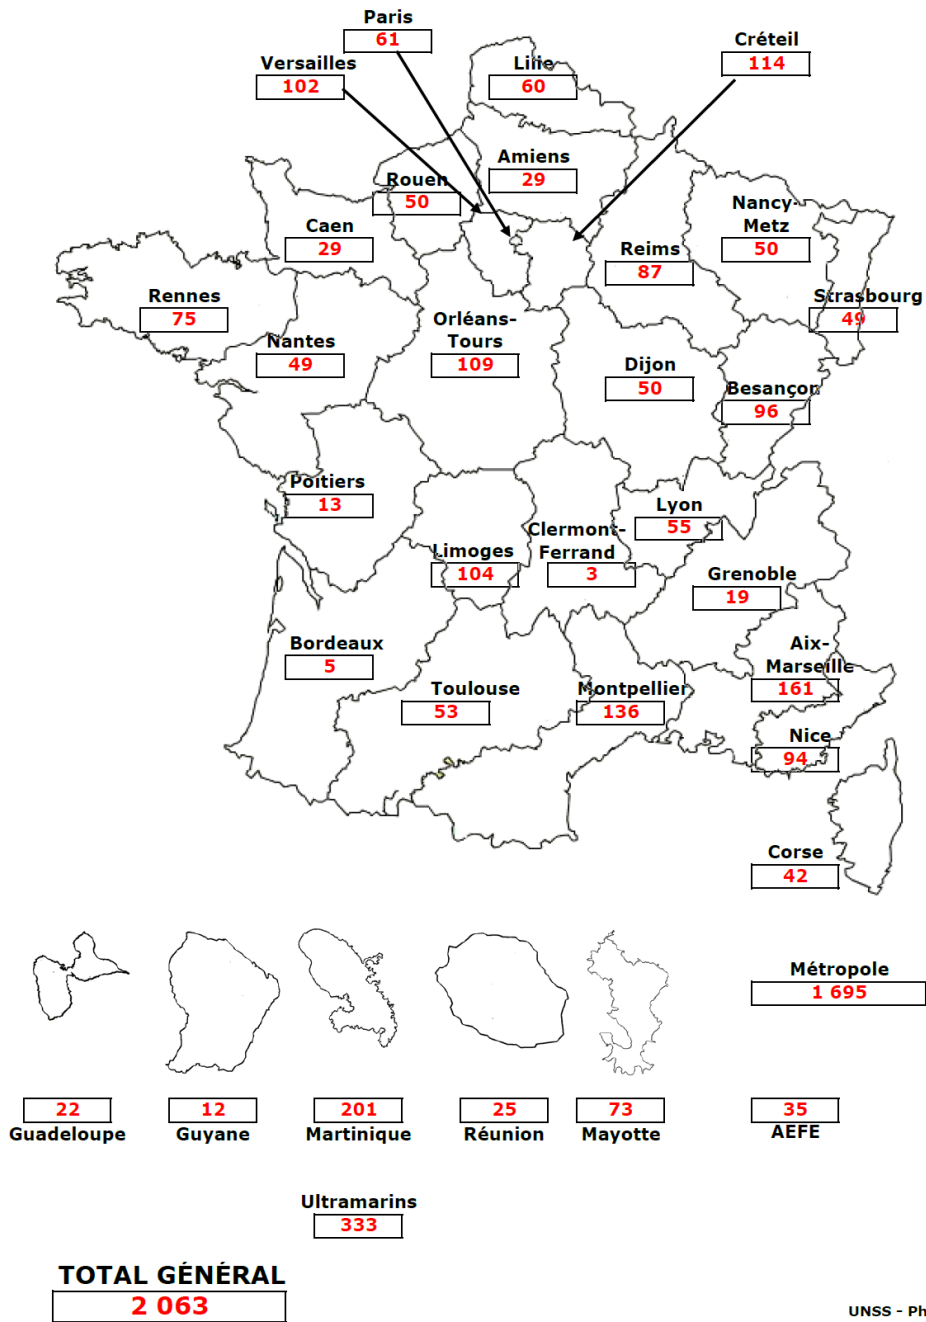 Paris
61
Créteil
114
Versailles
102
Lille
60
Amiens
29
Rouen
50
Nancy-
Metz
50
Caen
29
Reims
87
Rennes
75
Strasbourg
49
Orléans-
Tours
109
Nantes
49
Dijon
50
Besançon
96
Poitiers
13
Lyon
55
Clermont-
Ferrand
3
Limoges
104
Grenoble
19
Bordeaux
5
Aix-
Marseille
161
Toulouse
53
Montpellier
136
Nice
94
Corse
42
Métropole
1 695
22
Guadeloupe
12
Guyane
201
Martinique
25
Réunion
73
Mayotte
35
AEFE
Ultramarins
333
TOTAL GÉNÉRAL
2 063
UNSS - Ph